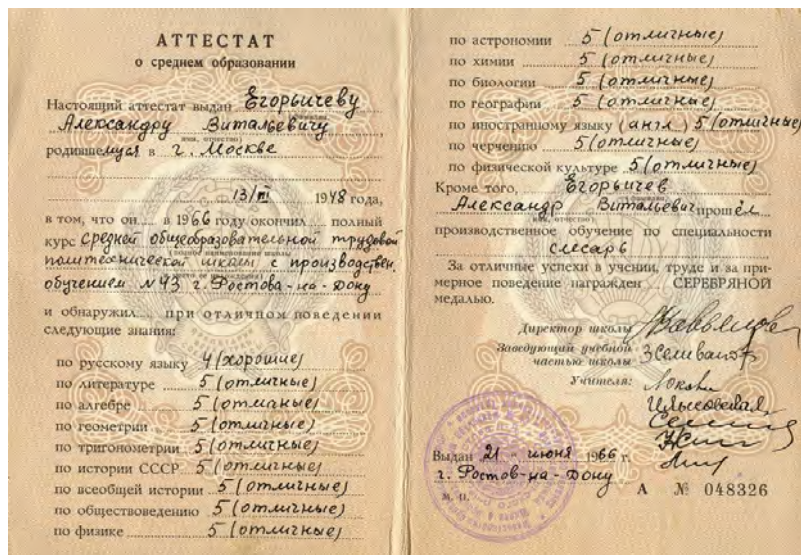 АТТЕСТАТ
о среднем образовании
Настоящий аттестат выдан Егорычеву
Александру Витальевичу
родившемуся в г. Москве
13/III 1948 года,
в том, что он в 1966 году окончил полный
курс средней общеобразовательной трудовой
политехнической школы с производствен.
обучением №43 г. Ростова-на-Дону
и обнаружил при отличном поведении
следующие знания:
по русскому языку 4 (хорошие)
по литературе 5 (отличные)
по алгебре 5 (отличные)
по геометрии 5 (отличные)
по тригонометрии 5 (отличные)
по истории СССР 5 (отличные)
по всеобщей истории 5 (отличные)
по обществоведению 5 (отличные)
по физике 5 (отличные)
по астрономии 5 (отличные)
по химии 5 (отличные)
по биологии 5 (отличные)
по географии 5 (отличные)
по иностранному языку (англ.) 5 (отличные)
по черчению 5 (отличные)
по физической культуре 5 (отличные)
Кроме того, Егорычев
Александр Витальевич прошёл
производственное обучение по специальности
слесарь
За отличные успехи в учении, труде и при-
мерное поведение награжден СЕРЕБРЯНОЙ
медалью.
Директор школы
Заведующий учебной
частью школы
Учителя:
Выдан 21 июня 1966 г.
г. Ростов-на-Дону
М. П.
А № 048326